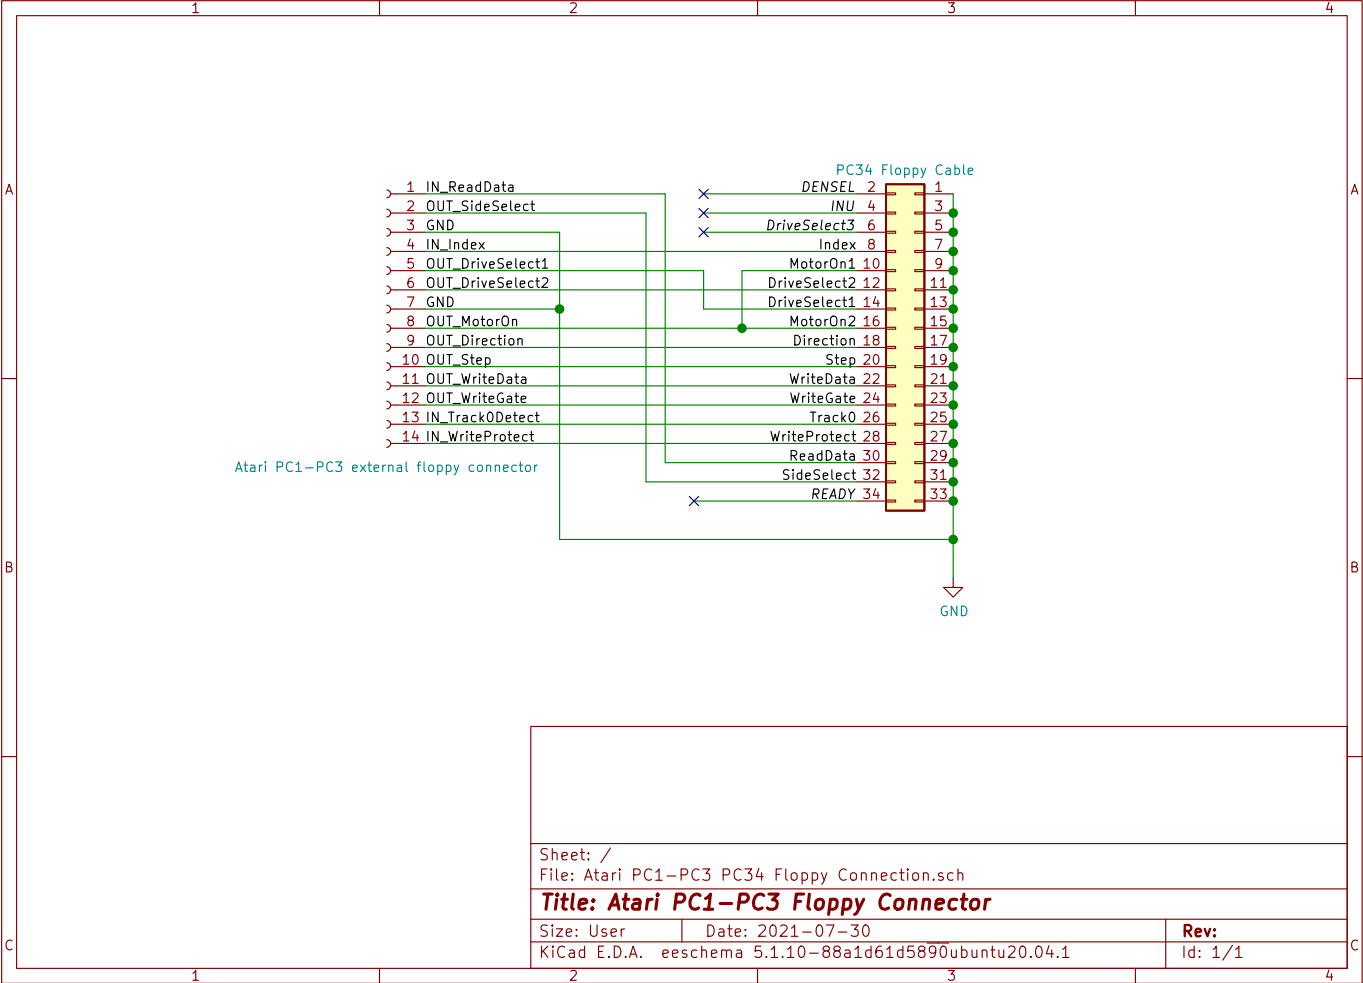 1 2 3 4
PC34 Floppy Cable
A A
1 IN_ReadData DENSEL 2 1
2 OUT_SideSelect INU 4 3
3 GND DriveSelect3 6 5
4 IN_Index Index 8 7
5 OUT_DriveSelect1 MotorOn1 10 9
6 OUT_DriveSelect2 DriveSelect2 12 11
7 GND DriveSelect1 14 13
8 OUT_MotorOn MotorOn2 16 15
9 OUT_Direction Direction 18 17
10 OUT_Step Step 20 19
11 OUT_WriteData WriteData 22 21
12 OUT_WriteGate WriteGate 24 23
13 IN_Track0Detect Track0 26 25
14 IN_WriteProtect WriteProtect 28 27
ReadData 30 29
Atari PC1-PC3 external floppy connector
SideSelect 32 31
READY 34 33
B B
GND
Sheet: /
File: Atari PC1-PC3 PC34 Floppy Connection.sch
Title: Atari PC1-PC3 Floppy Connector
Size: User Date: 2021-07-30 Rev:
C C
KiCad E.D.A. eeschema 5.1.10-88a1d61d5890ubuntu20.04.1 Id: 1/1
1 2 3 4